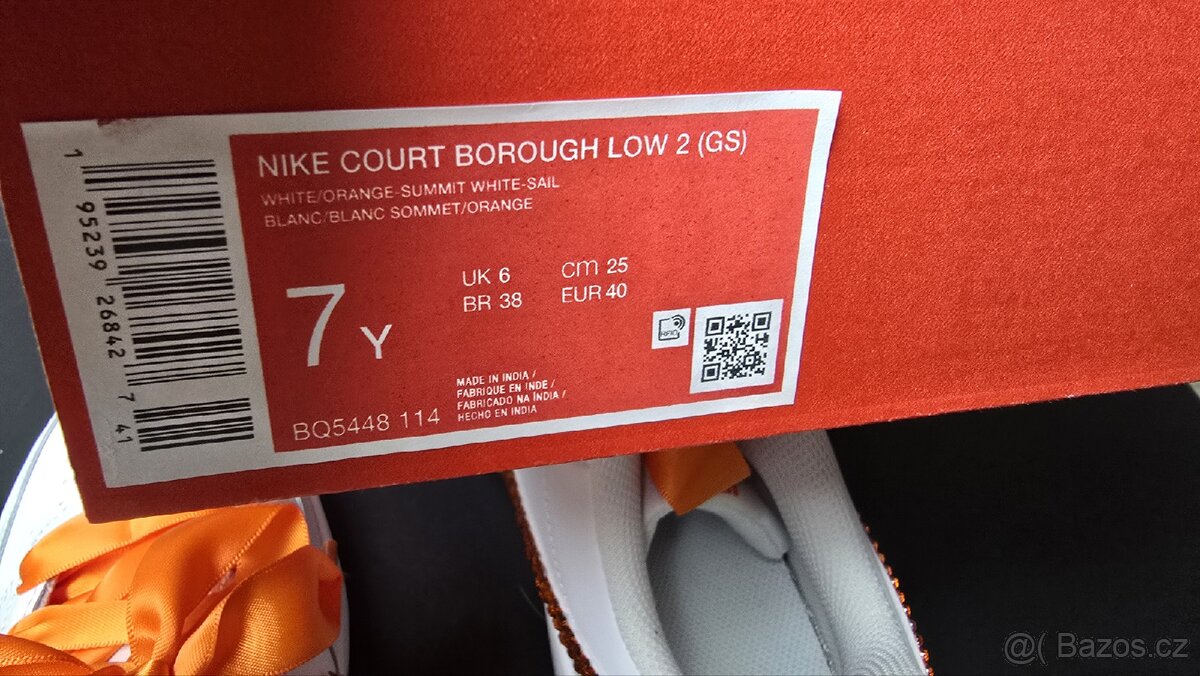 NIKE COURT BOROUGH LOW 2 (GS)
WHITE/ORANGE-SUMMIT WHITE-SAIL
BLANC/BLANC SOMMET/ORANGE
7 Y
UK 6 cm 25
BR 38 EUR 40
RFID
MADE IN INDIA /
FABRIQUE EN INDE /
FABRICADO NA ÍNDIA /
HECHO EN INDIA
BQ5448 114
1 95239 26842 7 41
@( Bazos.cz